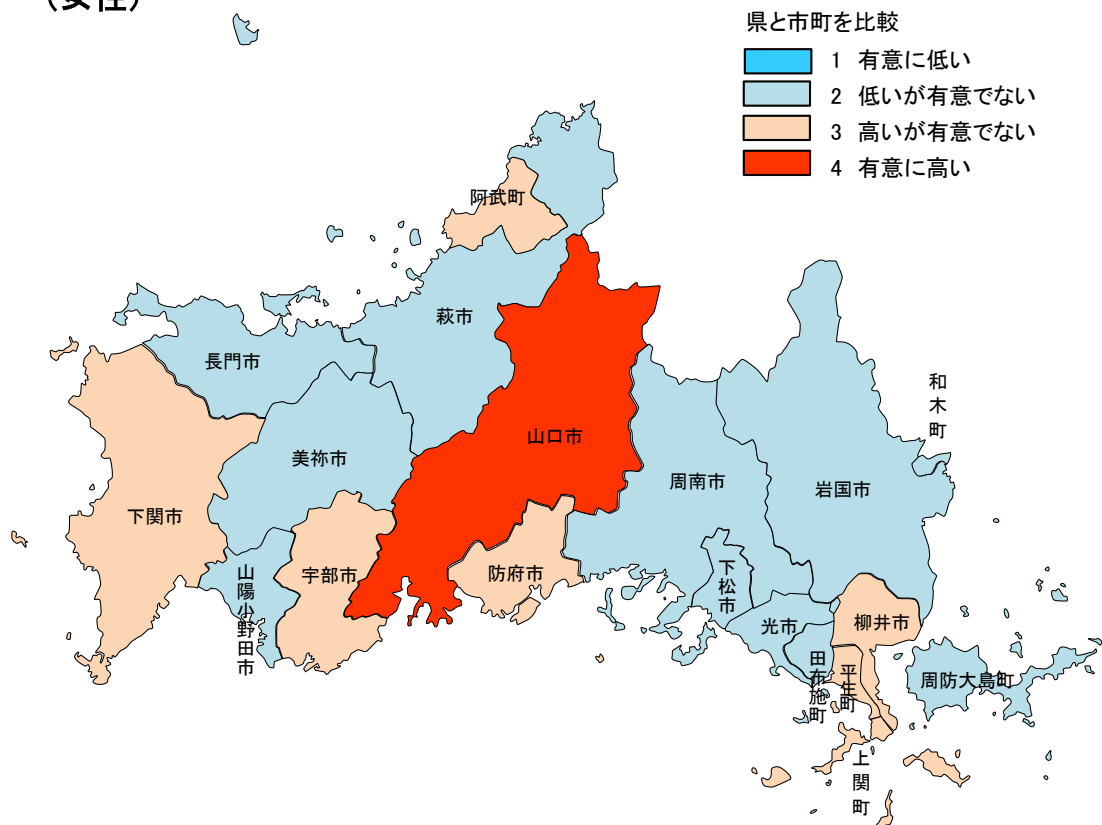 (女性)
県と市町を比較
1 有意に低い
2 低いが有意でない
3 高いが有意でない
4 有意に高い
阿武町
萩市
長門市
和木町
山口市
美祢市
周南市
岩国市
下関市
宇部市
防府市
山陽小野田市
下松市
光市
柳井市
田布施町
平生町
周防大島町
上関町